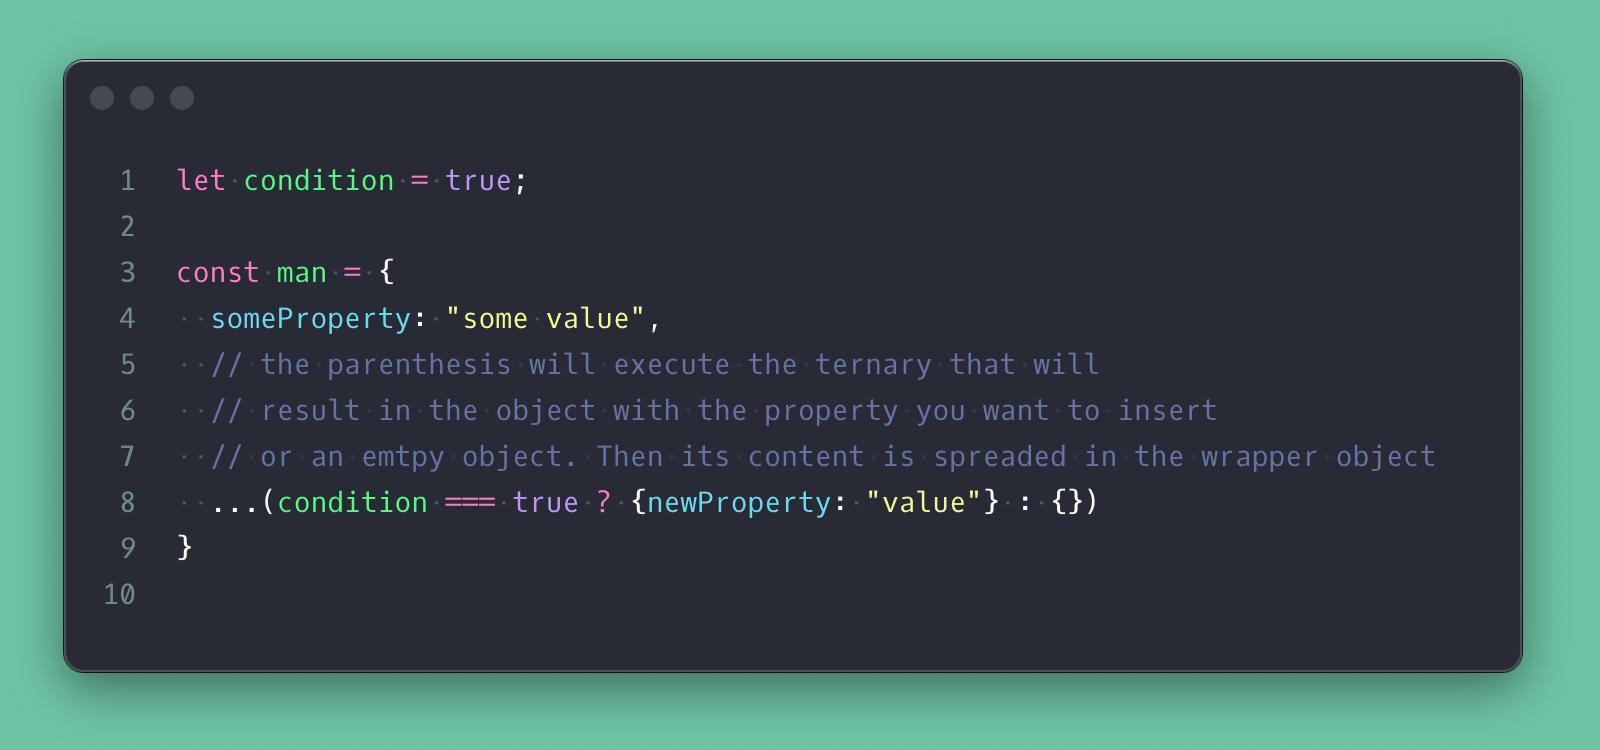 1 let condition = true;
2
3 const man = {
4   someProperty: "some value",
5   // the parenthesis will execute the ternary that will
6   // result in the object with the property you want to insert
7   // or an emtpy object. Then its content is spreaded in the wrapper object
8   ...(condition === true ? {newProperty: "value"} : {})
9 }
10